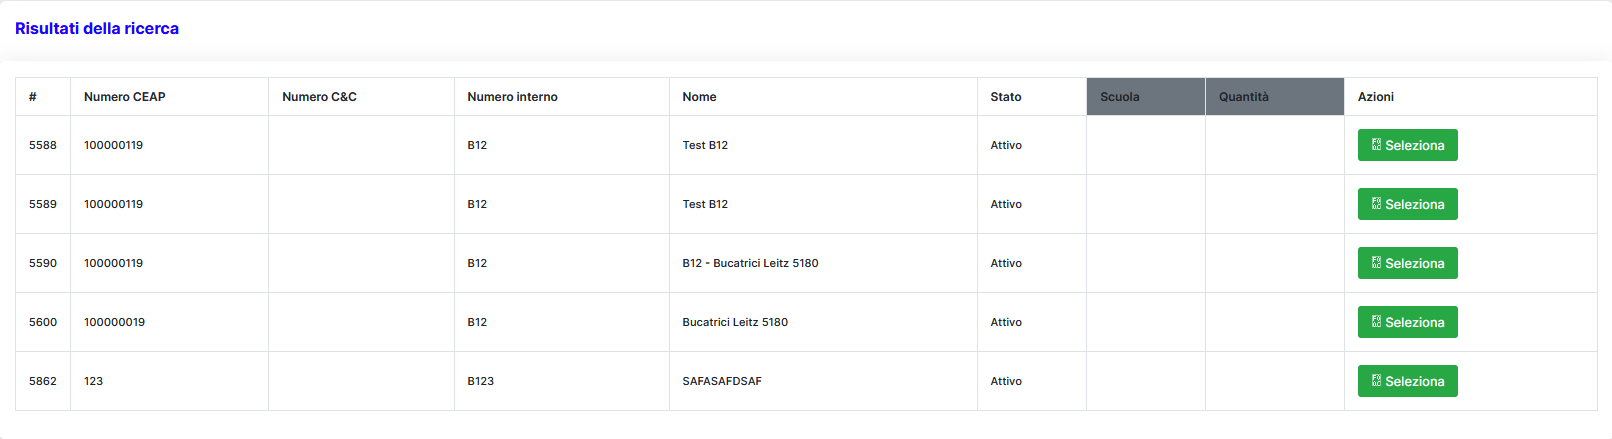 Risultati della ricerca
# Numero CEAP Numero C&C Numero interno Nome Stato Scuola Quantità Azioni
5588 100000119 B12 Test B12 Attivo Seleziona
5589 100000119 B12 Test B12 Attivo Seleziona
5590 100000119 B12 B12 - Bucatrici Leitz 5180 Attivo Seleziona
5600 100000019 B12 Bucatrici Leitz 5180 Attivo Seleziona
5862 123 B123 SAFASAFDSAF Attivo Seleziona